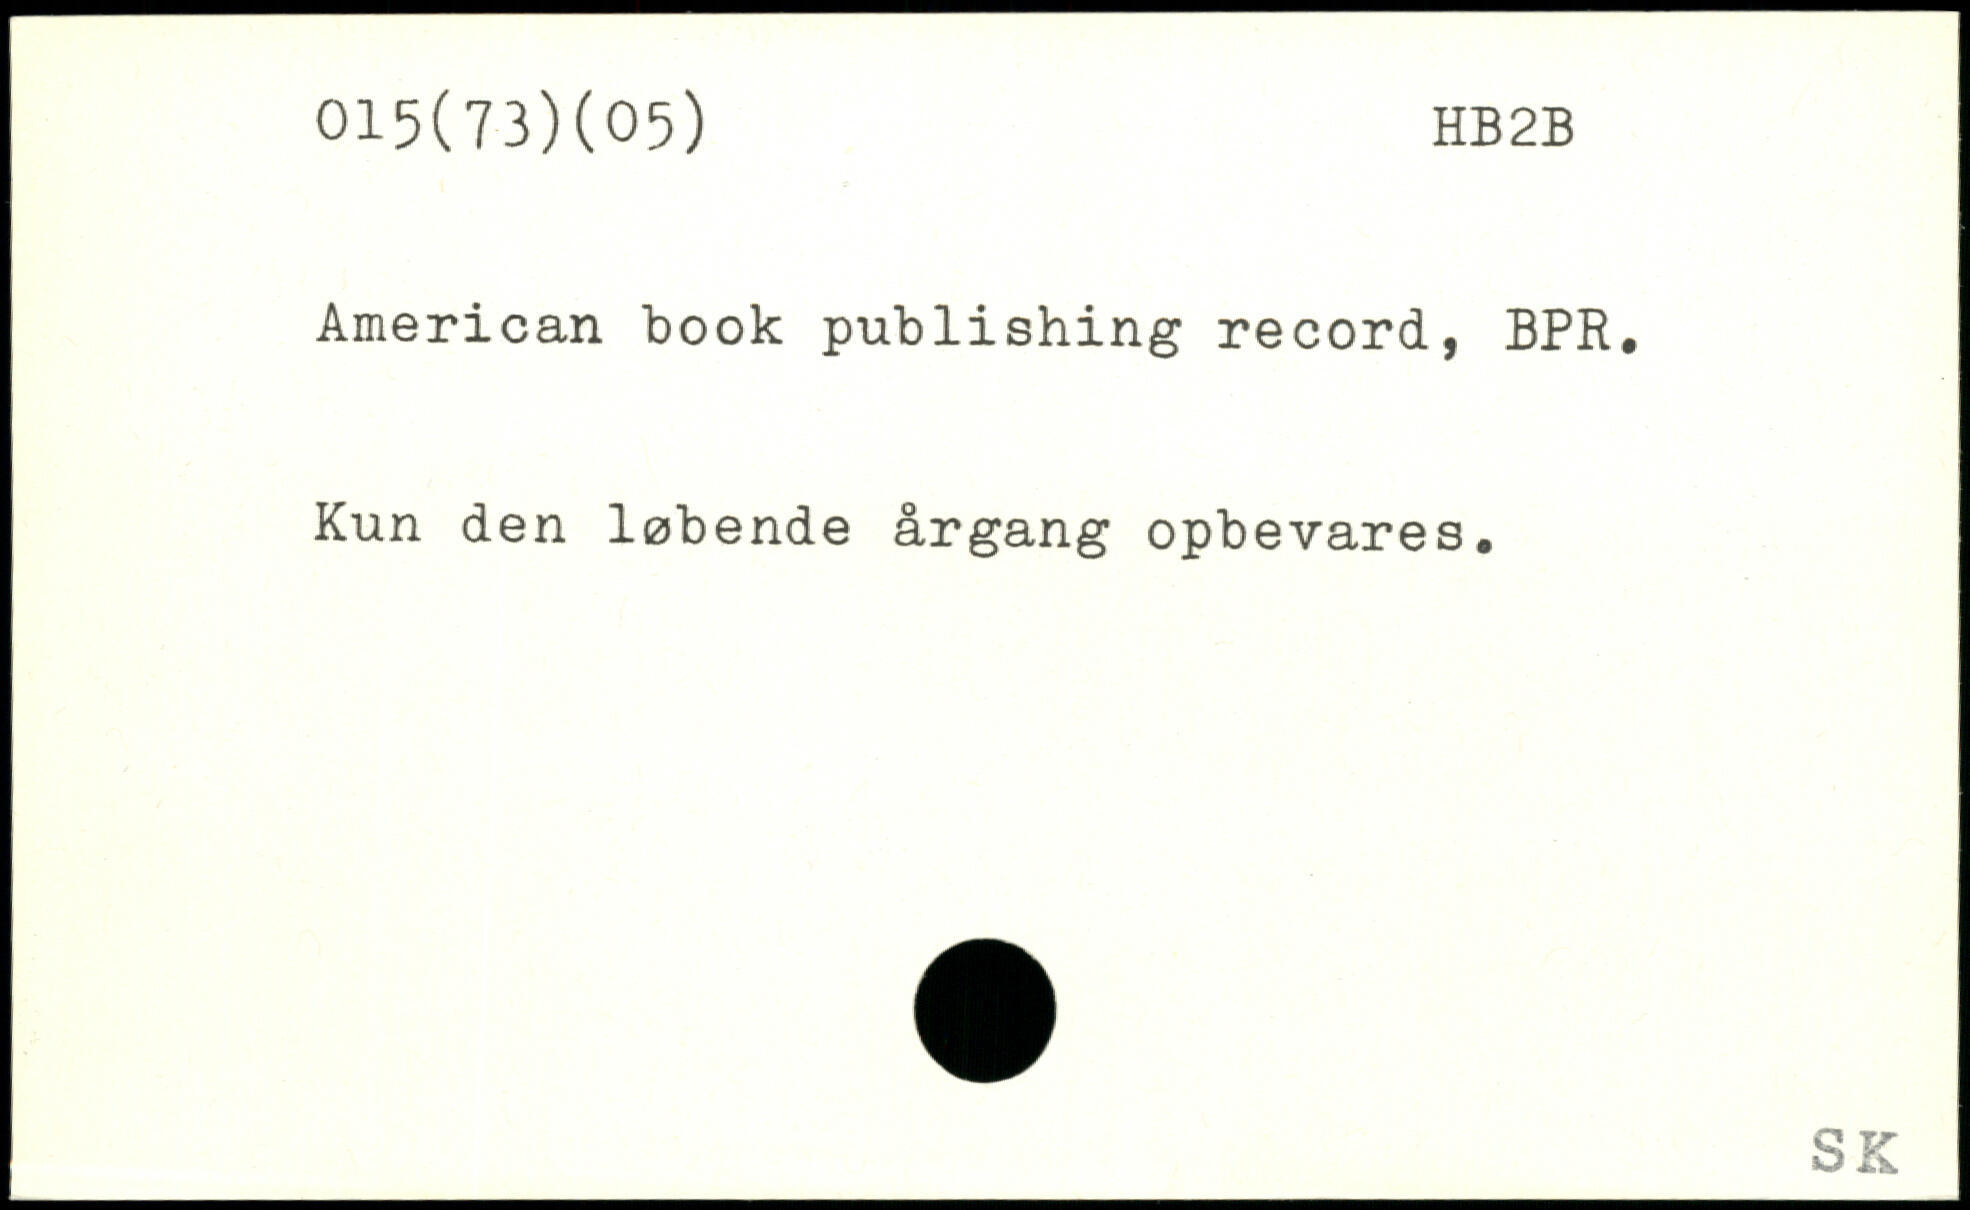 015(73)(05) HB2B
American book publishing record, BPR.
Kun den løbende årgang opbevares.
SK